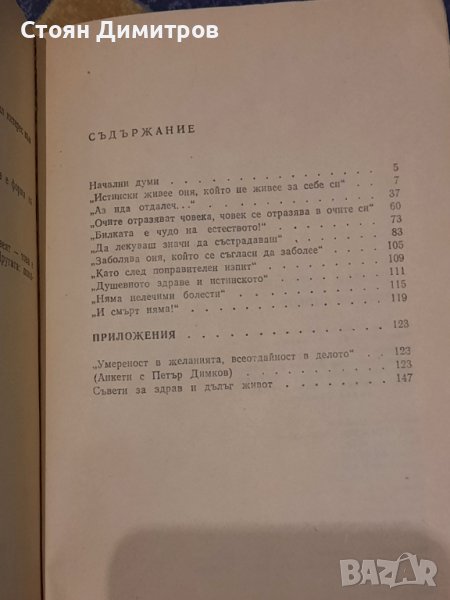 Стоян Димитров
СЪДЪРЖАНИЕ
Начални думи . . . . . . . . . . . 5
„Истински живее оня, който не живее за себе си“ . 7
„Аз ида отдалеч...“ . . . . . . . . . 37
„Очите отразяват човека, човек се отразява в очите си“ 60
„Билката е чудо на естеството!“ . . . . . . 73
„Да лекуваш значи да състрадаваш“ . . . . . 83
„Заболява оня, който се съгласи да заболее“ . . . 105
„Като след поправителен изпит“ . . . . . . 109
„Душевното здраве и истинското“ . . . . . . 111
„Няма нелечими болести“ . . . . . . . . 115
„И смърт няма!“ . . . . . . . . . . 119
ПРИЛОЖЕНИЯ . . . . . . . . . . 123
„Умереност в желанията, всеотдайност в делото“ . . 123
(Анкети с Петър Димков) . . . . . . . . 123
Съвети за здрав и дълъг живот . . . . . . 147
BAZAR